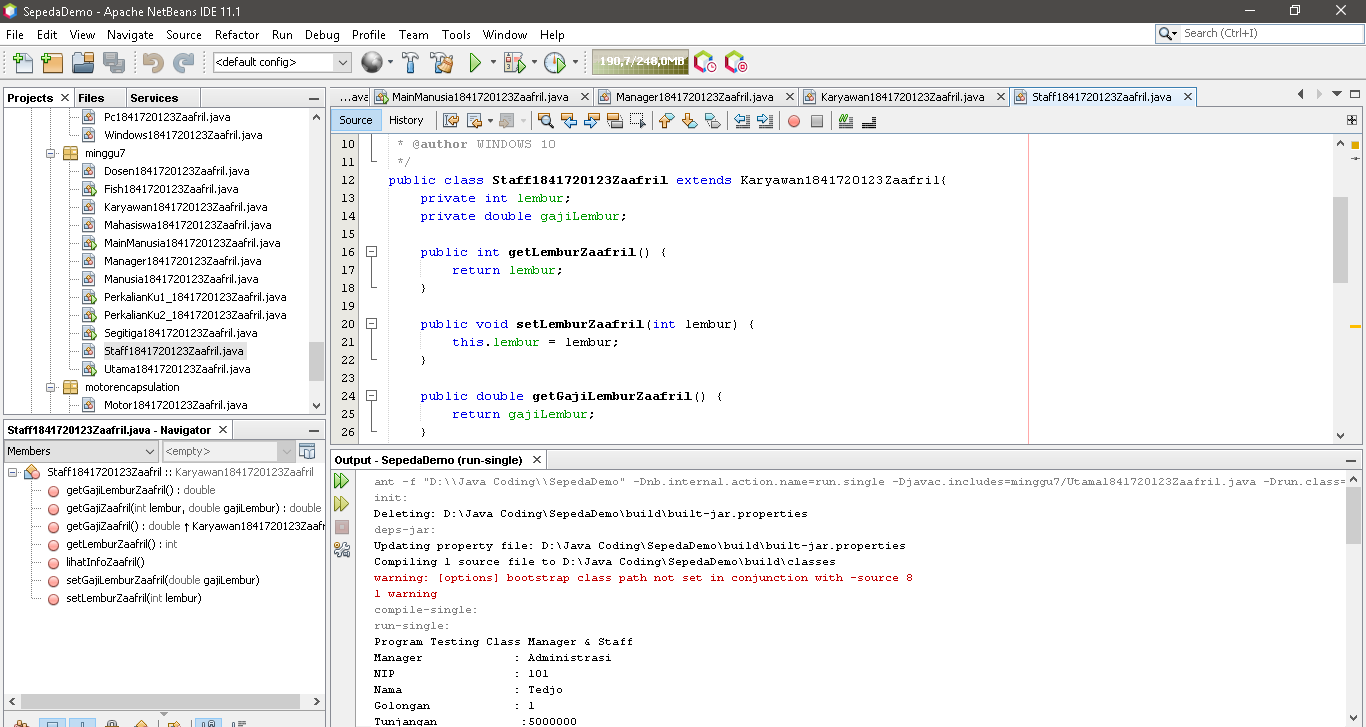 SepedaDemo - Apache NetBeans IDE 11.1
File Edit View Navigate Source Refactor Run Debug Profile Team Tools Window Help
Search (Ctrl+I)
<default config>
190,7/248,0MB
Projects Files Services
Pc1841720123Zaafril.java
Windows1841720123Zaafril.java
minggu7
Dosen1841720123Zaafril.java
Fish1841720123Zaafril.java
Karyawan1841720123Zaafril.java
Mahasiswa1841720123Zaafril.java
MainManusia1841720123Zaafril.java
Manager1841720123Zaafril.java
Manusia1841720123Zaafril.java
PerkalianKu1_1841720123Zaafril.java
PerkalianKu2_1841720123Zaafril.java
Segitiga1841720123Zaafril.java
Staff1841720123Zaafril.java
Utama1841720123Zaafril.java
motorencapsulation
Motor1841720123Zaafril.java
Staff1841720123Zaafril.java - Navigator
Members <empty>
Staff1841720123Zaafril :: Karyawan1841720123Zaafril
getGajiLemburZaafril() : double
getGajiZaafril(int lembur, double gajiLembur) : double
getGajiZaafril() : double ↑ Karyawan1841720123Zaafr
getLemburZaafril() : int
lihatInfoZaafril()
setGajiLemburZaafril(double gajiLembur)
setLemburZaafril(int lembur)
...ava MainManusia1841720123Zaafril.java Manager1841720123Zaafril.java Karyawan1841720123Zaafril.java Staff1841720123Zaafril.java
Source History
10 * @author WINDOWS 10
11 */
12 public class Staff1841720123Zaafril extends Karyawan1841720123Zaafril{
13 private int lembur;
14 private double gajiLembur;
15
16 public int getLemburZaafril() {
17 return lembur;
18 }
19
20 public void setLemburZaafril(int lembur) {
21 this.lembur = lembur;
22 }
23
24 public double getGajiLemburZaafril() {
25 return gajiLembur;
26 }
Output - SepedaDemo (run-single)
ant -f "D:\\Java Coding\\SepedaDemo" -Dnb.internal.action.name=run.single -Djavac.includes=minggu7/Utama1841720123Zaafril.java -Drun.class=
init:
Deleting: D:\Java Coding\SepedaDemo\build\built-jar.properties
deps-jar:
Updating property file: D:\Java Coding\SepedaDemo\build\built-jar.properties
Compiling 1 source file to D:\Java Coding\SepedaDemo\build\classes
warning: [options] bootstrap class path not set in conjunction with -source 8
1 warning
compile-single:
run-single:
Program Testing Class Manager & Staff
Manager : Administrasi
NIP : 101
Nama : Tedjo
Golongan : 1
Tunjangan :5000000